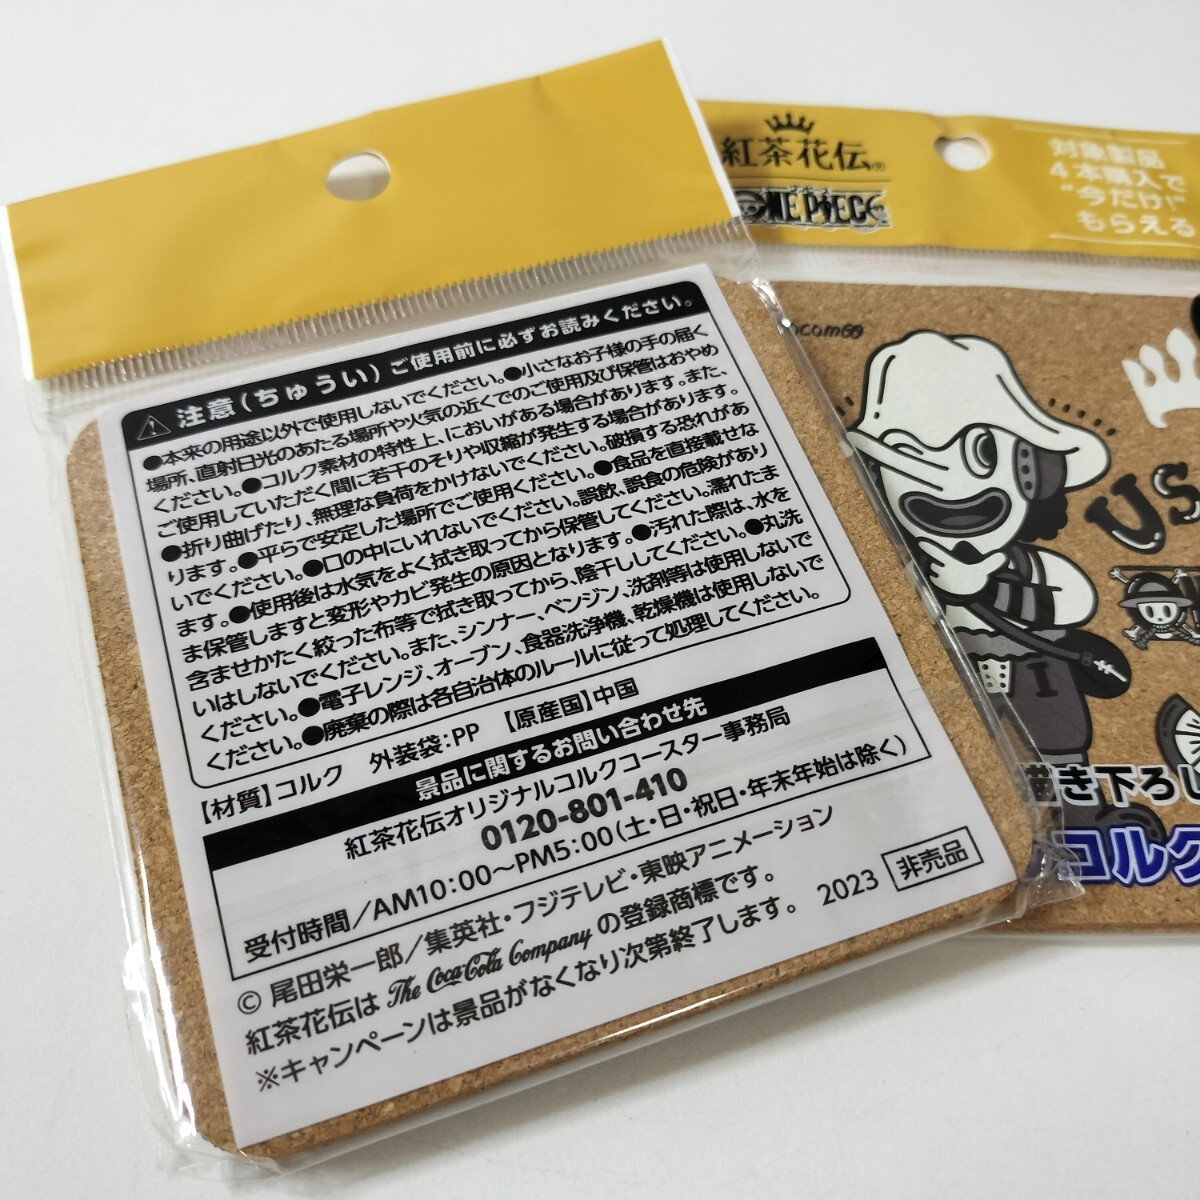 ⚠ 注意(ちゅうい) ご使用前に必ずお読みください。
●本来の用途以外で使用しないでください。●小さなお子様の手の届く
場所、直射日光のあたる場所や火気の近くでのご使用及び保管はおやめ
ください。●コルク素材の特性上、においがある場合があります。また、
ご使用していただく間に若干のそりや収縮が発生する場合があります。
●折り曲げたり、無理な負荷をかけないでください。破損する恐れがあ
ります。●平らで安定した場所でご使用ください。●食品を直接載せな
いでください。●口の中にいれないでください。誤飲、誤食の危険があり
ます。●使用後は水気をよく拭き取ってから保管してください。濡れたま
ま保管しますと変形やカビ発生の原因となります。●汚れた際は、水を
含ませかたく絞った布等で拭き取ってから、陰干ししてください。●丸洗
いはしないでください。また、シンナー、ベンジン、洗剤等は使用しないで
ください。●電子レンジ、オーブン、食器洗浄機、乾燥機は使用しないで
ください。●廃棄の際は各自治体のルールに従って処理してください。
【材質】コルク 外装袋:PP 【原産国】中国
景品に関するお問い合わせ先
紅茶花伝オリジナルコルクコースター事務局
0120-801-410
受付時間/AM10:00〜PM5:00(土・日・祝日・年末年始は除く)
© 尾田栄一郎/集英社・フジテレビ・東映アニメーション
紅茶花伝は The Coca-Cola Company の登録商標です。
※キャンペーンは景品がなくなり次第終了します。 2023 非売品
紅茶花伝®
ONE PIECE
対象製品
4本購入で
"今だけ!"
もらえる
US
I
描き下ろし
コルク